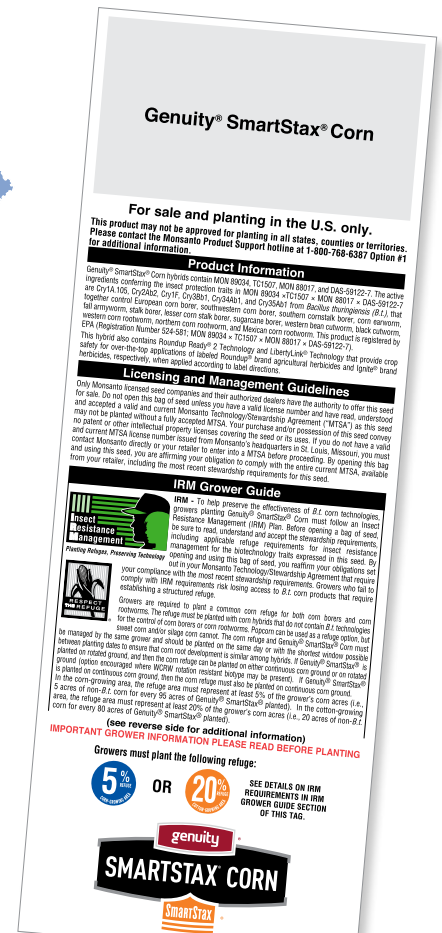 Genuity® SmartStax® Corn
For sale and planting in the U.S. only.
This product may not be approved for planting in all states, counties or territories.
Please contact the Monsanto Product Support hotline at 1-800-768-6387 Option #1
for additional information.
Product Information
Genuity® SmartStax® Corn hybrids contain MON 89034, TC1507, MON 88017, and DAS-59122-7. The active
ingredients conferring the insect protection traits in MON 89034 ×TC1507 × MON 88017 × DAS-59122-7
are Cry1A.105, Cry2Ab2, Cry1F, Cry3Bb1, Cry34Ab1, and Cry35Ab1 from Bacillus thuringiensis (B.t.), that
together control European corn borer, southwestern corn borer, southern cornstalk borer, corn earworm,
fall armyworm, stalk borer, lesser corn stalk borer, sugarcane borer, western bean cutworm, black cutworm,
western corn rootworm, northern corn rootworm, and Mexican corn rootworm. This product is registered by
EPA (Registration Number 524-581; MON 89034 × TC1507 × MON 88017 × DAS-59122-7).
This hybrid also contains Roundup Ready® 2 Technology and LibertyLink® Technology that provide crop
safety for over-the-top applications of labeled Roundup® brand agricultural herbicides and Ignite® brand
herbicides, respectively, when applied according to label directions.
Licensing and Management Guidelines
Only Monsanto licensed seed companies and their authorized dealers have the authority to offer this seed
for sale. Do not open this bag of seed unless you have a valid license number and have read, understood
and accepted a valid and current Monsanto Technology/Stewardship Agreement ("MTSA") as this seed
may not be planted without a fully accepted MTSA. Your purchase and/or possession of this seed convey
no patent or other intellectual property licenses covering the seed or its uses. If you do not have a valid
and current MTSA license number issued from Monsanto's headquarters in St. Louis, Missouri, you must
contact Monsanto directly or your retailer to enter into a MTSA before proceeding. By opening this bag
and using this seed, you are affirming your obligation to comply with the entire current MTSA, available
from your retailer, including the most recent stewardship requirements for this seed.
IRM Grower Guide
Insect
Resistance
Management
Planting Refuges, Preserving Technology
IRM - To help preserve the effectiveness of B.t. corn technologies,
growers planting Genuity® SmartStax® Corn must follow an Insect
Resistance Management (IRM) Plan. Before opening a bag of seed,
be sure to read, understand and accept the stewardship requirements,
including applicable refuge requirements for insect resistance
management for the biotechnology traits expressed in this seed. By
opening and using this bag of seed, you reaffirm your obligations set
out in your Monsanto Technology/Stewardship Agreement that require
your compliance with the most recent stewardship requirements. Growers who fail to
comply with IRM requirements risk losing access to B.t. corn products that require
establishing a structured refuge.
RESPECT
THE REFUGE
Growers are required to plant a common corn refuge for both corn borers and corn
rootworms. The refuge must be planted with corn hybrids that do not contain B.t. technologies
for the control of corn borers or corn rootworms. Popcorn can be used as a refuge option, but
sweet corn and/or silage corn cannot. The corn refuge and Genuity® SmartStax® Corn must
be managed by the same grower and should be planted on the same day or with the shortest window possible
between planting dates to ensure that corn root development is similar among hybrids. If Genuity® SmartStax® is
planted on rotated ground, and then the corn refuge can be planted on either continuous corn ground or on rotated
ground (option encouraged where WCRW rotation resistant biotype may be present). If Genuity® SmartStax®
is planted on continuous corn ground, then the corn refuge must also be planted on continuous corn ground.
In the corn-growing area, the refuge area must represent at least 5% of the grower's corn acres (i.e.,
5 acres of non-B.t. corn for every 95 acres of Genuity® SmartStax® planted). In the cotton-growing
area, the refuge area must represent at least 20% of the grower's corn acres (i.e., 20 acres of non-B.t.
corn for every 80 acres of Genuity® SmartStax® planted).
(see reverse side for additional information)
IMPORTANT GROWER INFORMATION PLEASE READ BEFORE PLANTING
Growers must plant the following refuge:
5% REFUGE
CORN-GROWING AREA
OR
20% REFUGE
COTTON-GROWING AREA
SEE DETAILS ON IRM
REQUIREMENTS IN IRM
GROWER GUIDE SECTION
OF THIS TAG.
genuity®
SMARTSTAX® CORN
SmartStax®